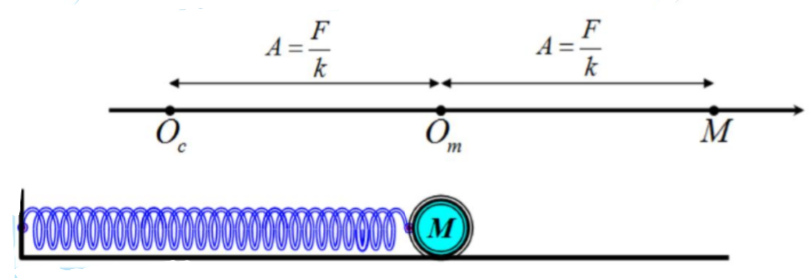 A = F/k A = F/k
O_c O_m M
M